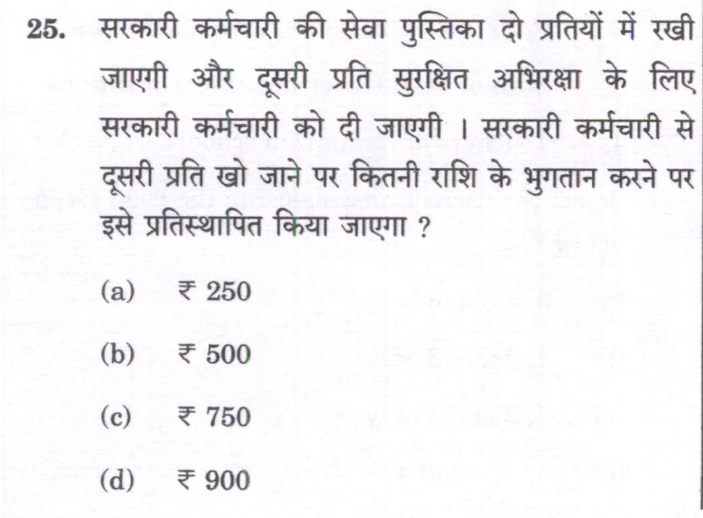 25. सरकारी कर्मचारी की सेवा पुस्तिका दो प्रतियों में रखी
जाएगी और दूसरी प्रति सुरक्षित अभिरक्षा के लिए
सरकारी कर्मचारी को दी जाएगी । सरकारी कर्मचारी से
दूसरी प्रति खो जाने पर कितनी राशि के भुगतान करने पर
इसे प्रतिस्थापित किया जाएगा ?
(a) ₹ 250
(b) ₹ 500
(c) ₹ 750
(d) ₹ 900